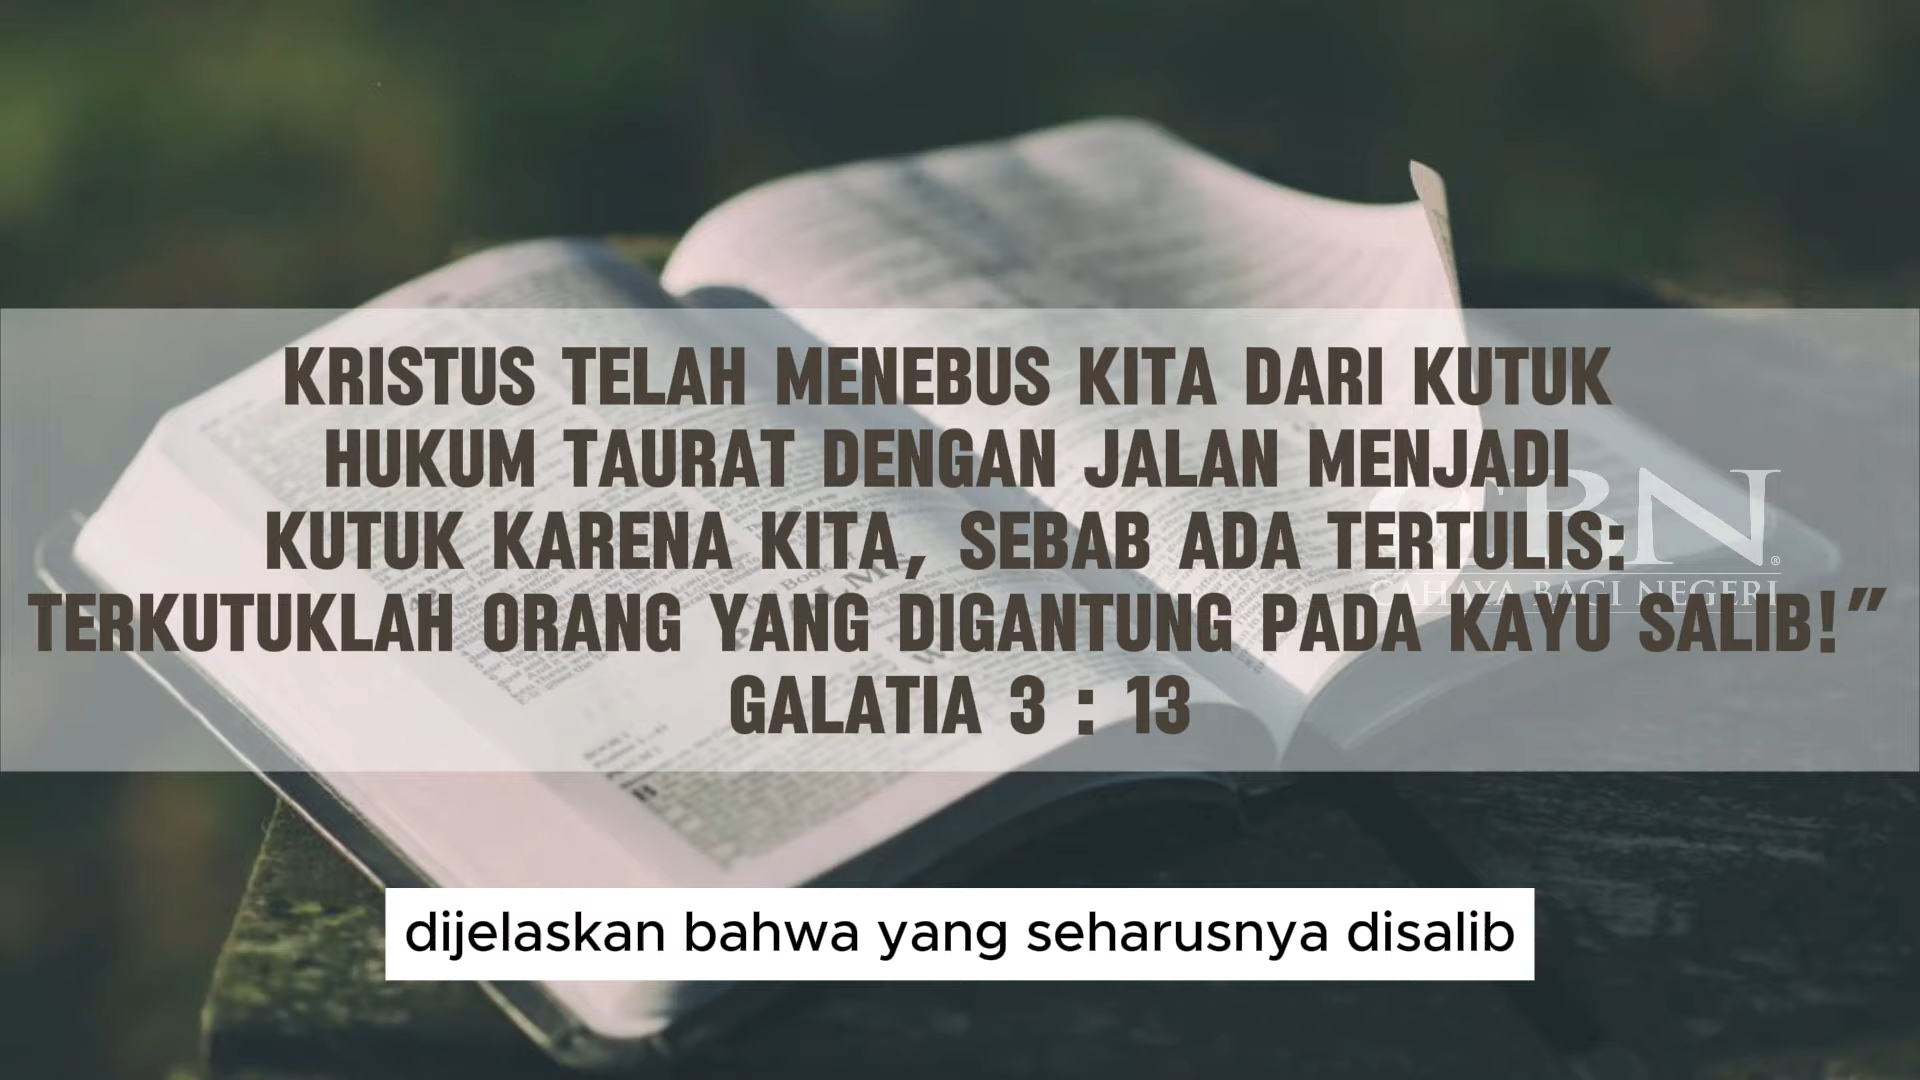 KRISTUS TELAH MENEBUS KITA DARI KUTUK
HUKUM TAURAT DENGAN JALAN MENJADI
KUTUK KARENA KITA, SEBAB ADA TERTULIS:
TERKUTUKLAH ORANG YANG DIGANTUNG PADA KAYU SALIB!”
GALATIA 3 : 13
CBN®
CAHAYA BAGI NEGERI
dijelaskan bahwa yang seharusnya disalib